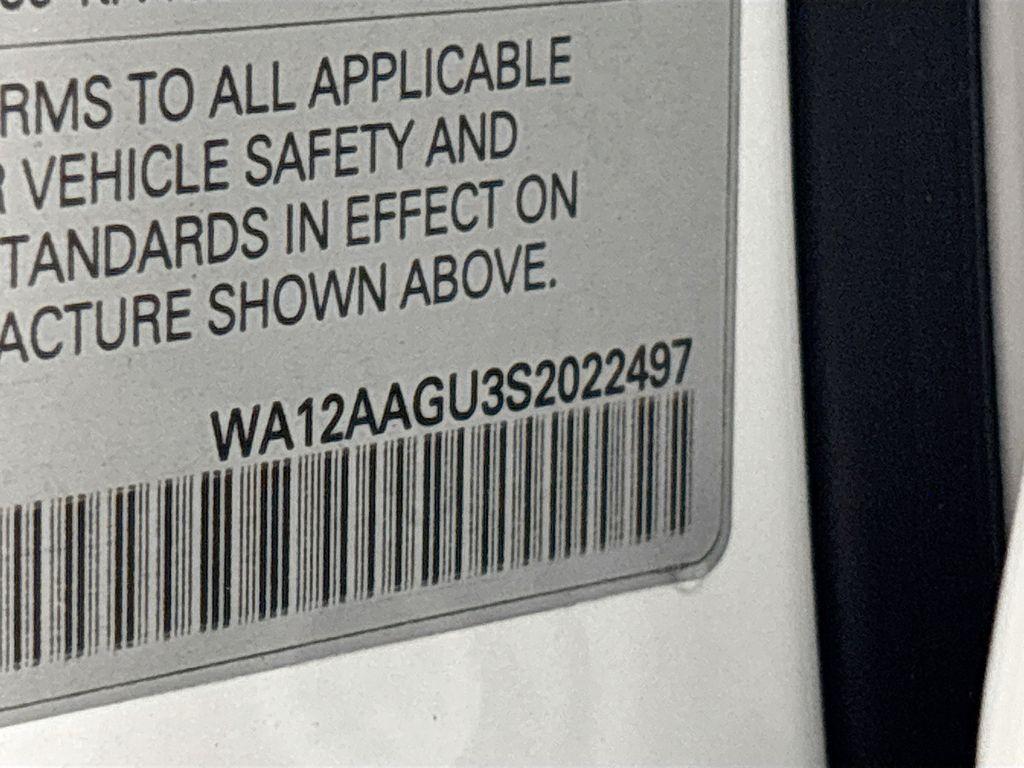 RMS TO ALL APPLICABLE
VEHICLE SAFETY AND
TANDARDS IN EFFECT ON
ACTURE SHOWN ABOVE.
WA12AAGU3S2022497